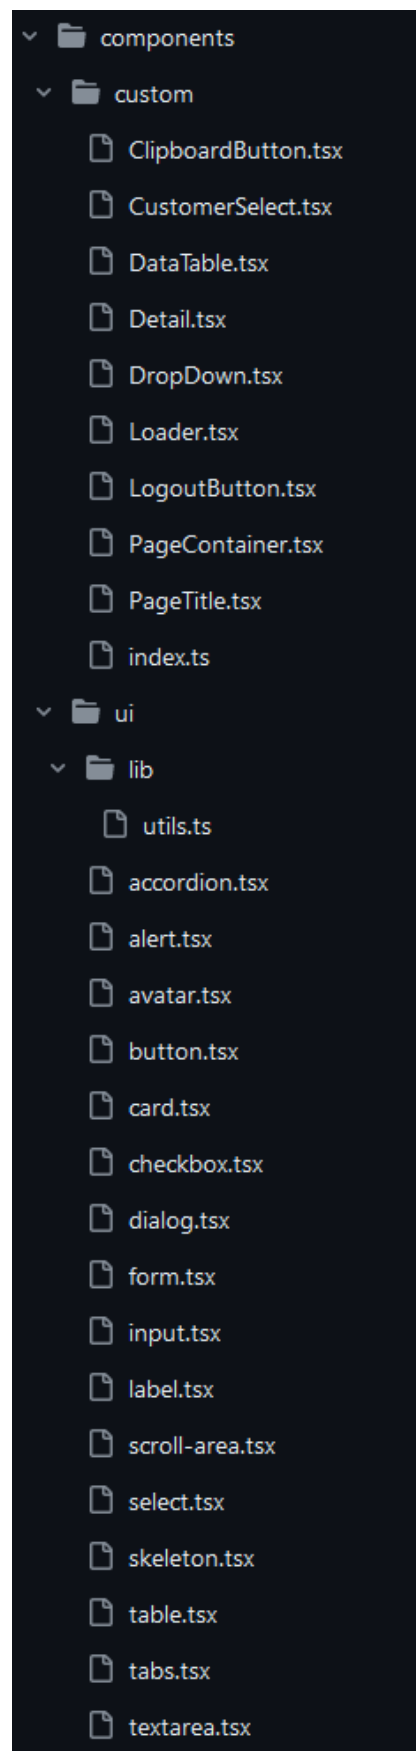 components
custom
ClipboardButton.tsx
CustomerSelect.tsx
DataTable.tsx
Detail.tsx
DropDown.tsx
Loader.tsx
LogoutButton.tsx
PageContainer.tsx
PageTitle.tsx
index.ts
ui
lib
utils.ts
accordion.tsx
alert.tsx
avatar.tsx
button.tsx
card.tsx
checkbox.tsx
dialog.tsx
form.tsx
input.tsx
label.tsx
scroll-area.tsx
select.tsx
skeleton.tsx
table.tsx
tabs.tsx
textarea.tsx